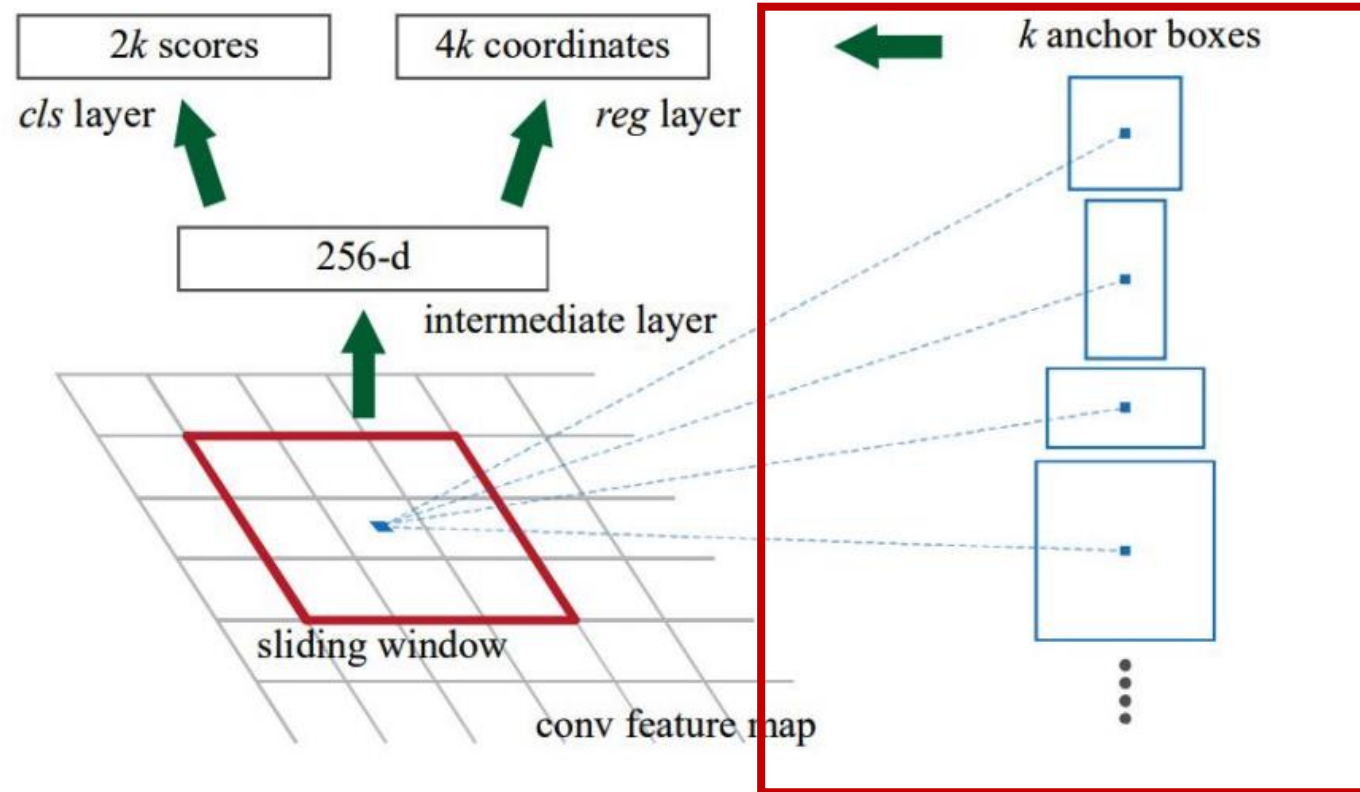 2k scores
4k coordinates
k anchor boxes
cls layer
reg layer
256-d
intermediate layer
sliding window
conv feature map